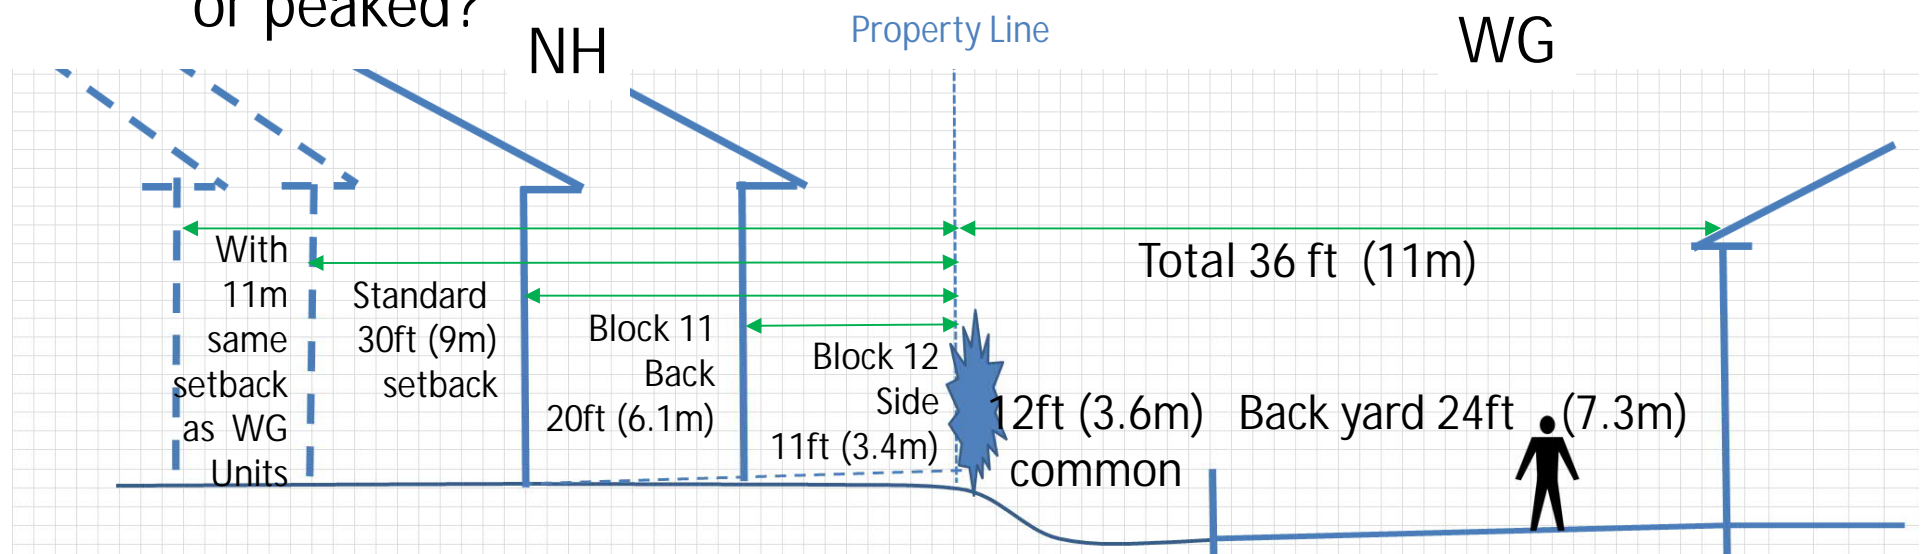 or peaked?
NH
Property Line
WG
With
11m
same
setback
as WG
Units
Standard
30ft (9m)
setback
Block 11
Back
20ft (6.1m)
Block 12
Side
11ft (3.4m)
Total 36 ft (11m)
12ft (3.6m)
common
Back yard 24ft (7.3m)